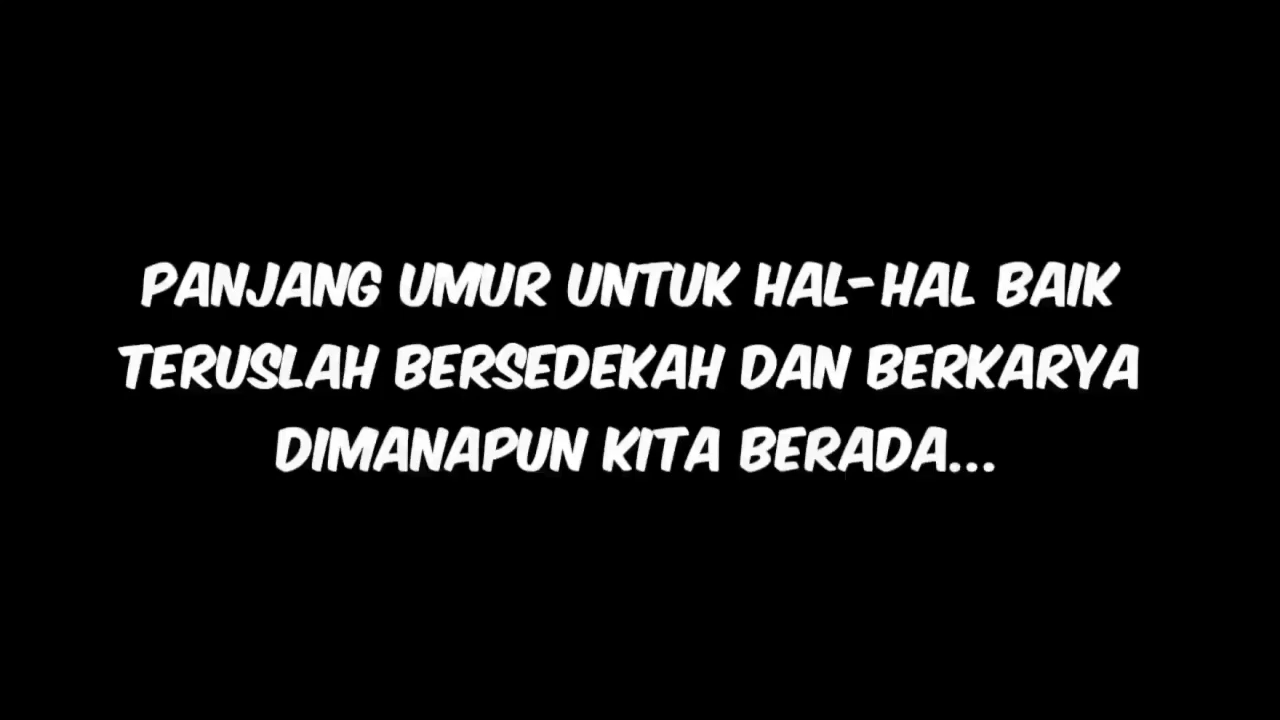 PANJANG UMUR UNTUK HAL-HAL BAIK
TERUSLAH BERSEDEKAH DAN BERKARYA
DIMANAPUN KITA BERADA...